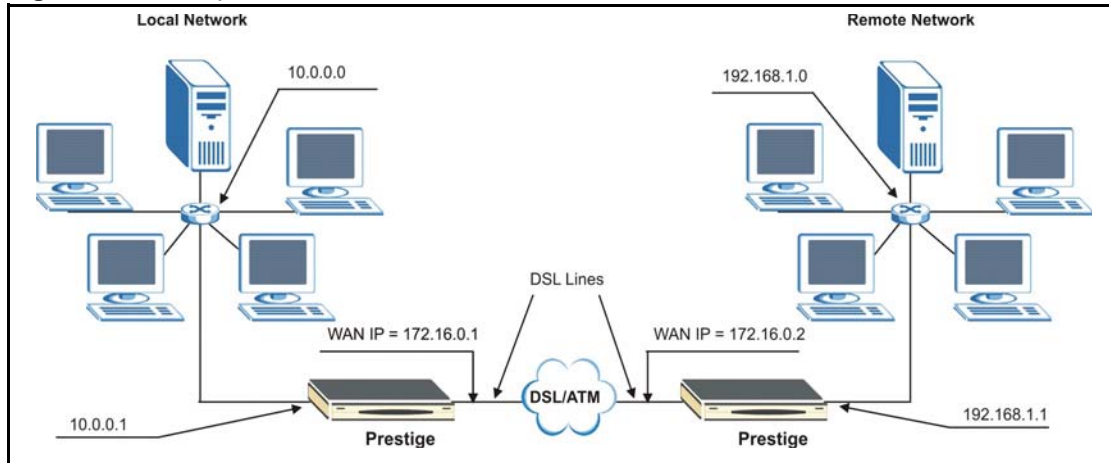 Local Network
Remote Network
10.0.0.0
192.168.1.0
DSL Lines
WAN IP = 172.16.0.1
WAN IP = 172.16.0.2
DSL/ATM
10.0.0.1
192.168.1.1
Prestige
Prestige